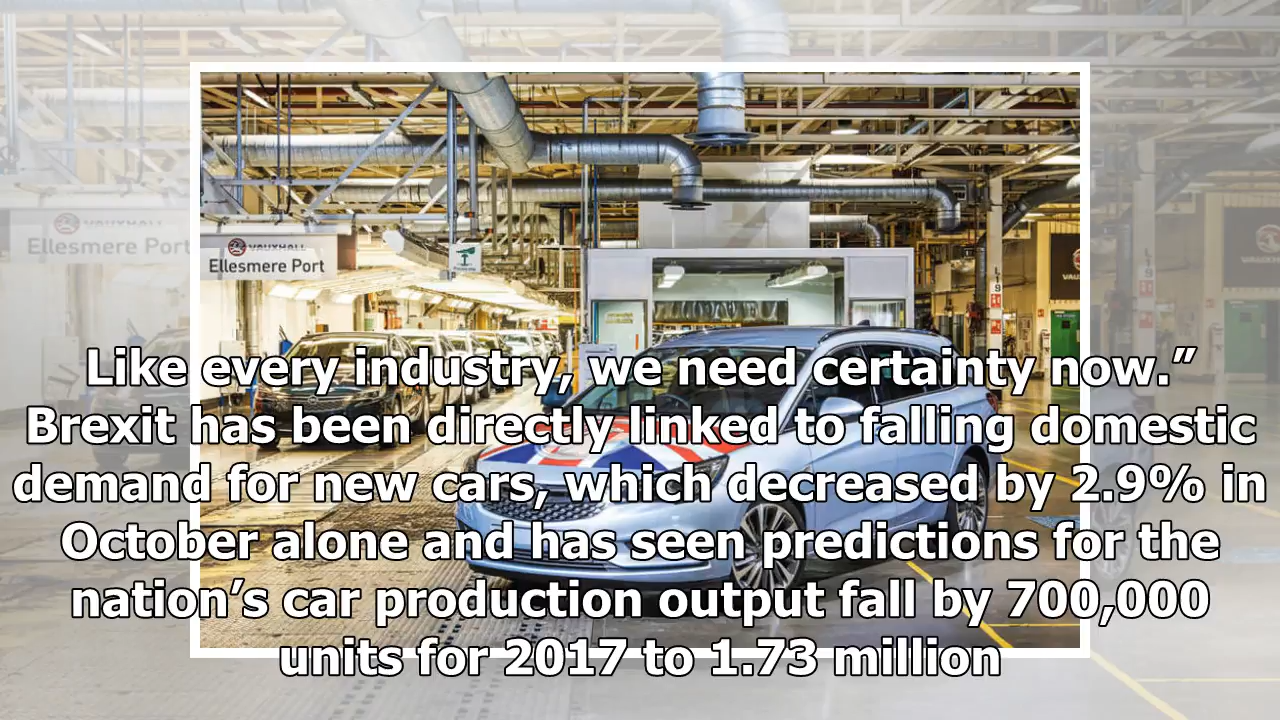 VAUXHALL
Ellesmere Port
VAUXHALL
Ellesmere Port
LT9
Like every industry, we need certainty now.”
Brexit has been directly linked to falling domestic
demand for new cars, which decreased by 2.9% in
October alone and has seen predictions for the
nation’s car production output fall by 700,000
units for 2017 to 1.73 million